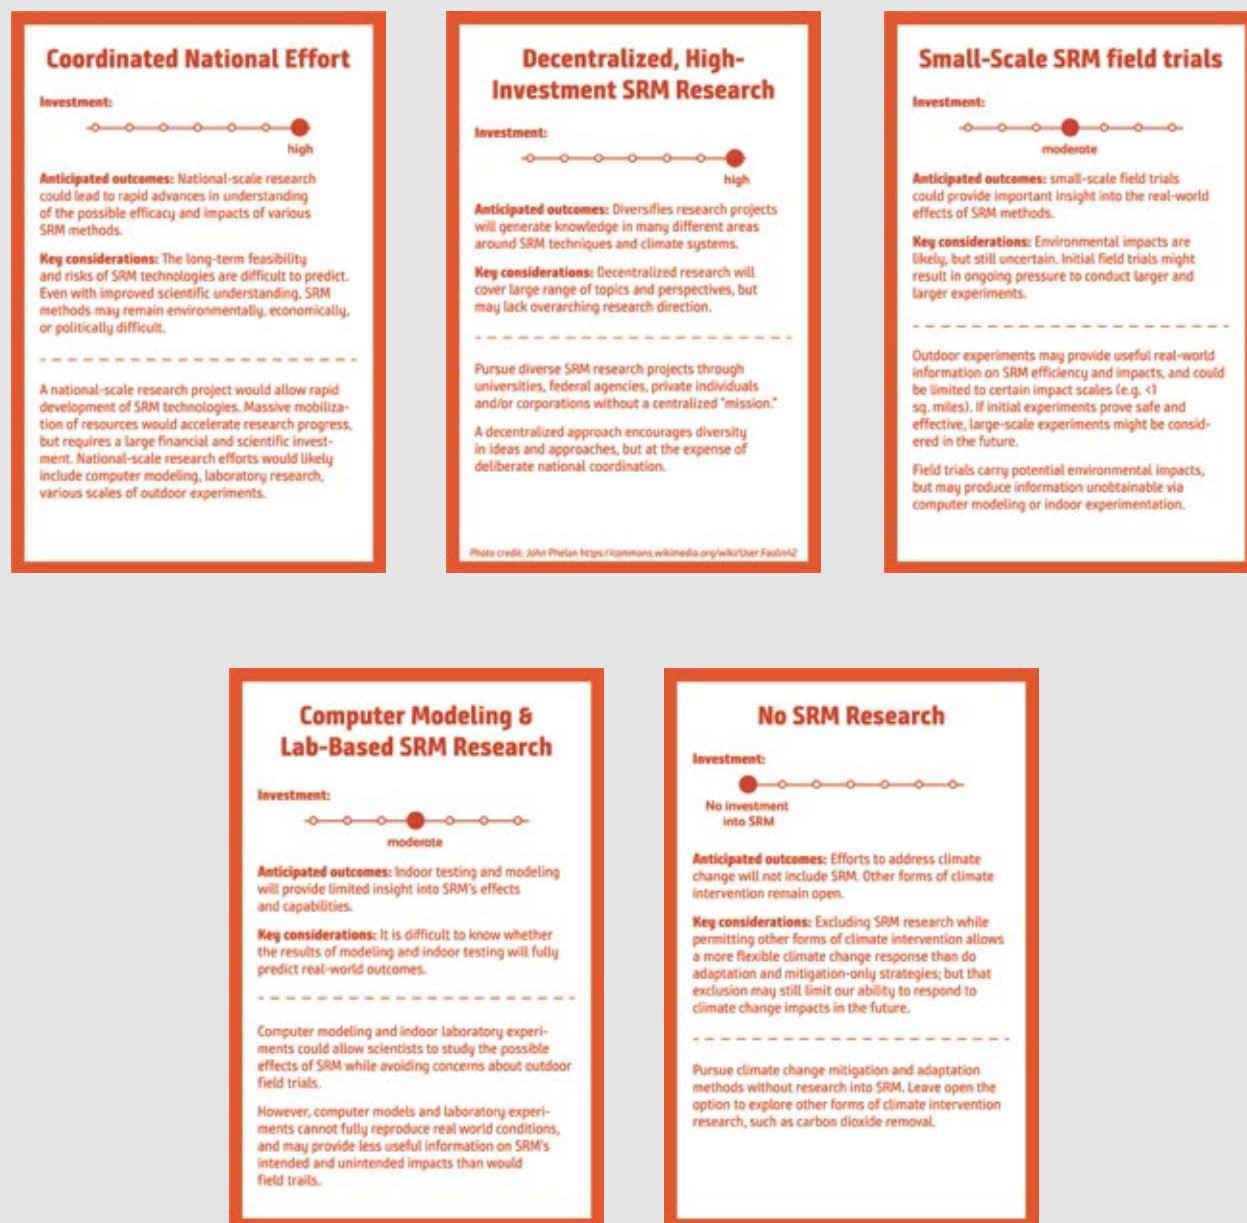 Coordinated National Effort
Investment:
high
Anticipated outcomes: National-scale research
could lead to rapid advances in understanding
of the possible efficacy and impacts of various
SRM methods.
Key considerations: The long-term feasibility
and risks of SRM technologies are difficult to predict.
Even with improved scientific understanding, SRM
methods may remain environmentally, economically,
or politically difficult.
A national-scale research project would allow rapid
development of SRM technologies. Massive mobiliza-
tion of resources would accelerate research progress,
but requires a large financial and scientific invest-
ment. National-scale research efforts would likely
include computer modeling, laboratory research,
various scales of outdoor experiments.
Decentralized, High-
Investment SRM Research
Investment:
high
Anticipated outcomes: Diversifies research projects
will generate knowledge in many different areas
around SRM techniques and climate systems.
Key considerations: Decentralized research will
cover large range of topics and perspectives, but
may lack overarching research direction.
Pursue diverse SRM research projects through
universities, federal agencies, private individuals
and/or corporations without a centralized "mission."
A decentralized approach encourages diversity
in ideas and approaches, but at the expense of
deliberate national coordination.
Photo credit: John Phelan https://commons.wikimedia.org/wiki/User:Faolin42
Small-Scale SRM field trials
Investment:
moderate
Anticipated outcomes: small-scale field trials
could provide important insight into the real-world
effects of SRM methods.
Key considerations: Environmental impacts are
likely, but still uncertain. Initial field trials might
result in ongoing pressure to conduct larger and
larger experiments.
Outdoor experiments may provide useful real-world
information on SRM efficiency and impacts, and could
be limited to certain impact scales (e.g. <1
sq. miles). If initial experiments prove safe and
effective, large-scale experiments might be consid-
ered in the future.
Field trials carry potential environmental impacts,
but may produce information unobtainable via
computer modeling or indoor experimentation.
Computer Modeling &
Lab-Based SRM Research
Investment:
moderate
Anticipated outcomes: Indoor testing and modeling
will provide limited insight into SRM's effects
and capabilities.
Key considerations: It is difficult to know whether
the results of modeling and indoor testing will fully
predict real-world outcomes.
Computer modeling and indoor laboratory experi-
ments could allow scientists to study the possible
effects of SRM while avoiding concerns about outdoor
field trials.
However, computer models and laboratory experi-
ments cannot fully reproduce real world conditions,
and may provide less useful information on SRM's
intended and unintended impacts than would
field trails.
No SRM Research
Investment:
No investment
into SRM
Anticipated outcomes: Efforts to address climate
change will not include SRM. Other forms of climate
intervention remain open.
Key considerations: Excluding SRM research while
permitting other forms of climate intervention allows
a more flexible climate change response than do
adaptation and mitigation-only strategies; but that
exclusion may still limit our ability to respond to
climate change impacts in the future.
Pursue climate change mitigation and adaptation
methods without research into SRM. Leave open the
option to explore other forms of climate intervention
research, such as carbon dioxide removal.